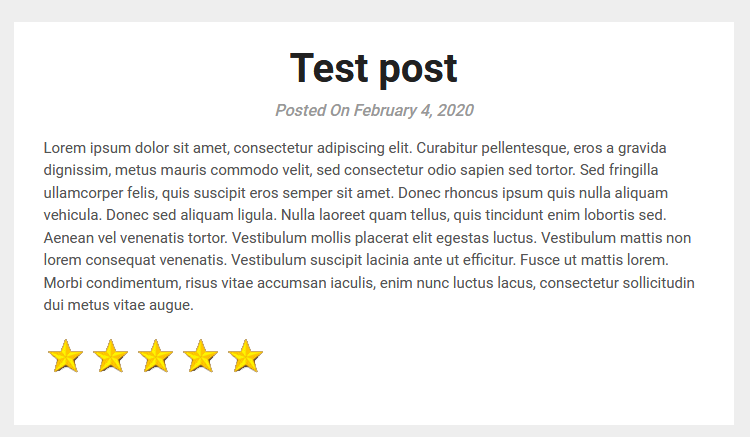 Test post
Posted On February 4, 2020
Lorem ipsum dolor sit amet, consectetur adipiscing elit. Curabitur pellentesque, eros a gravida
dignissim, metus mauris commodo velit, sed consectetur odio sapien sed tortor. Sed fringilla
ullamcorper felis, quis suscipit eros semper sit amet. Donec rhoncus ipsum quis nulla aliquam
vehicula. Donec sed aliquam ligula. Nulla laoreet quam tellus, quis tincidunt enim lobortis sed.
Aenean vel venenatis tortor. Vestibulum mollis placerat elit egestas luctus. Vestibulum mattis non
lorem consequat venenatis. Vestibulum suscipit lacinia ante ut efficitur. Fusce ut mattis lorem.
Morbi condimentum, risus vitae accumsan iaculis, enim nunc luctus lacus, consectetur sollicitudin
dui metus vitae augue.